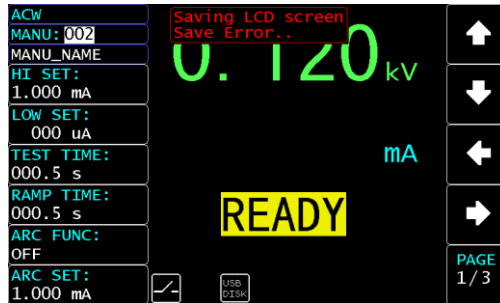 ACW
MANU: 002
MANU_NAME
HI SET:
1.000 mA
LOW SET:
000 uA
TEST TIME:
000.5 s
RAMP TIME:
000.5 s
ARC FUNC:
OFF
ARC SET:
1.000 mA
Saving LCD screen
Save Error..
0.120 kV
mA
READY
USB
DISK
PAGE
1/3